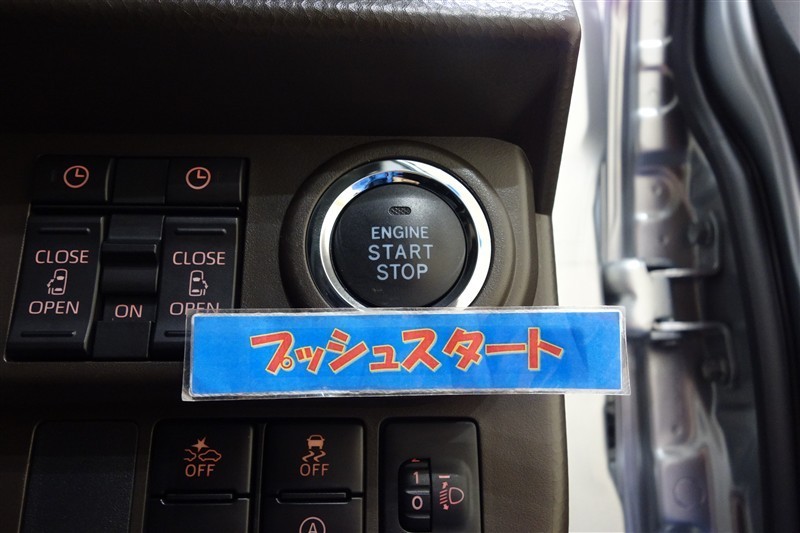 ENGINE
START
STOP
CLOSE
OPEN
ON
CLOSE
OPEN
プッシュスタート
OFF
OFF
A
1
0